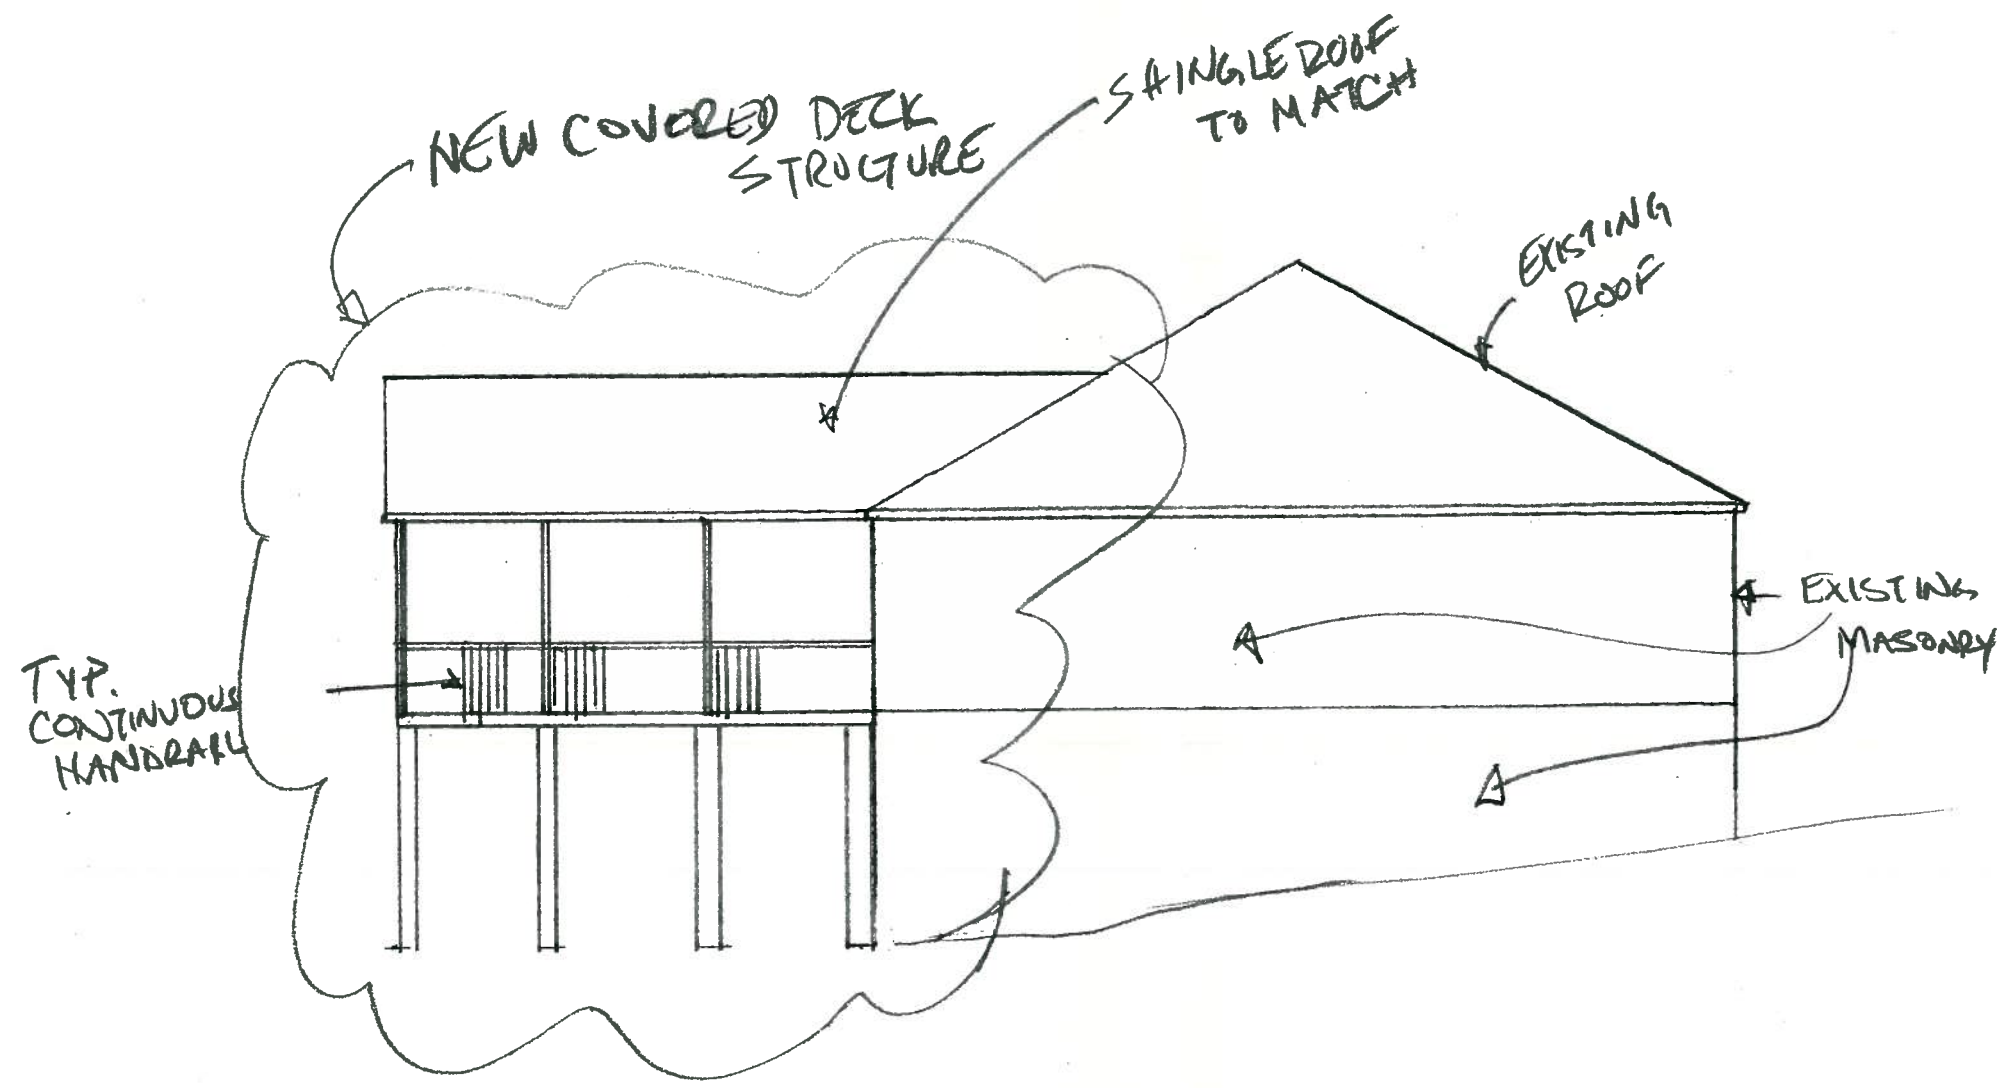 NEW COVERED DECK
STRUCTURE
SHINGLE ROOF
TO MATCH
EXISTING
ROOF
EXISTING
MASONRY
TYP.
CONTINUOUS
HANDRAIL